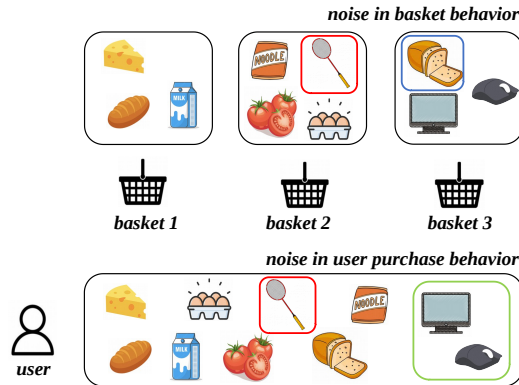 noise in basket behavior
NOODLE
MILK
basket 1
basket 2
basket 3
noise in user purchase behavior
NOODLE
MILK
user